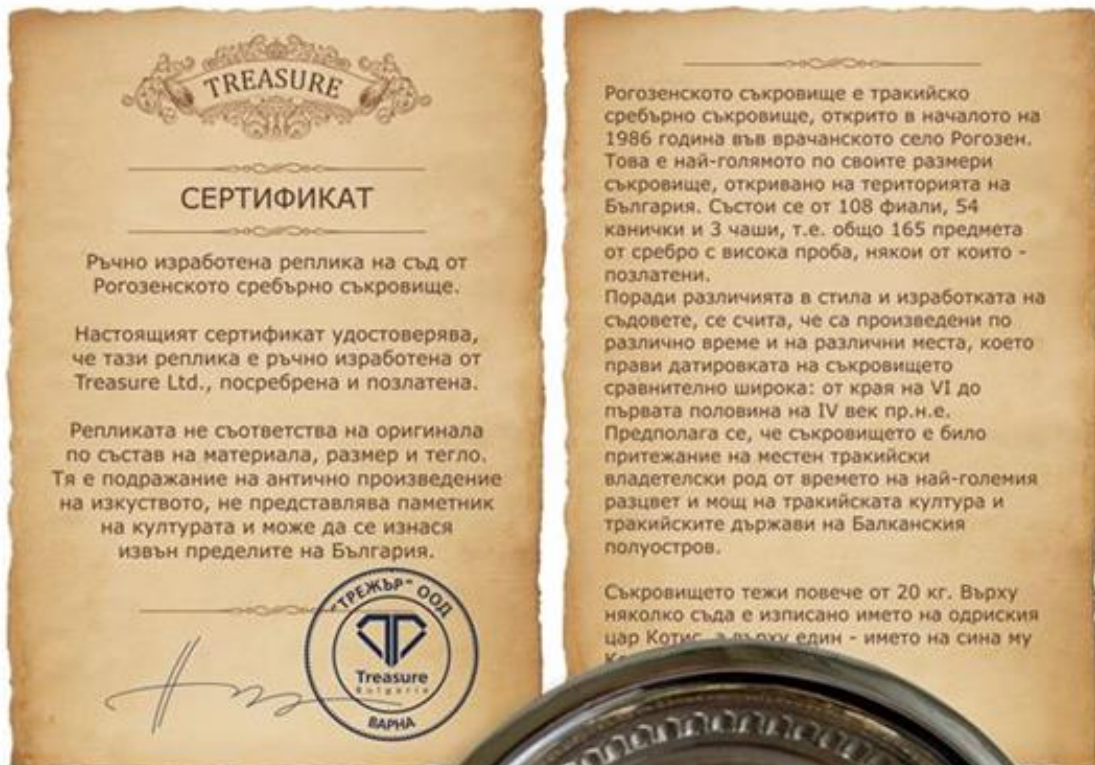 TREASURE
СЕРТИФИКАТ
Ръчно изработена реплика на съд от
Рогозенското сребърно съкровище.
Настоящият сертификат удостоверява,
че тази реплика е ръчно изработена от
Treasure Ltd., посребрена и позлатена.
Репликата не съответства на оригинала
по състав на материала, размер и тегло.
Тя е подражание на антично произведение
на изкуството, не представлява паметник
на културата и може да се изнася
извън пределите на България.
"ТРЕЖЪР" ООД
Treasure
Bulgaria
ВАРНА
Рогозенското съкровище е тракийско
сребърно съкровище, открито в началото на
1986 година във врачанското село Рогозен.
Това е най-голямото по своите размери
съкровище, откривано на територията на
България. Състои се от 108 фиали, 54
канички и 3 чаши, т.е. общо 165 предмета
от сребро с висока проба, някои от които -
позлатени.
Поради различията в стила и изработката на
съдовете, се счита, че са произведени по
различно време и на различни места, което
прави датировката на съкровището
сравнително широка: от края на VI до
първата половина на IV век пр.н.е.
Предполага се, че съкровището е било
притежание на местен тракийски
владетелски род от времето на най-големия
разцвет и мощ на тракийската култура и
тракийските държави на Балканския
полуостров.
Съкровището тежи повече от 20 кг. Върху
няколко съда е изписано името на одриския
цар Котис, а върху един - името на сина му